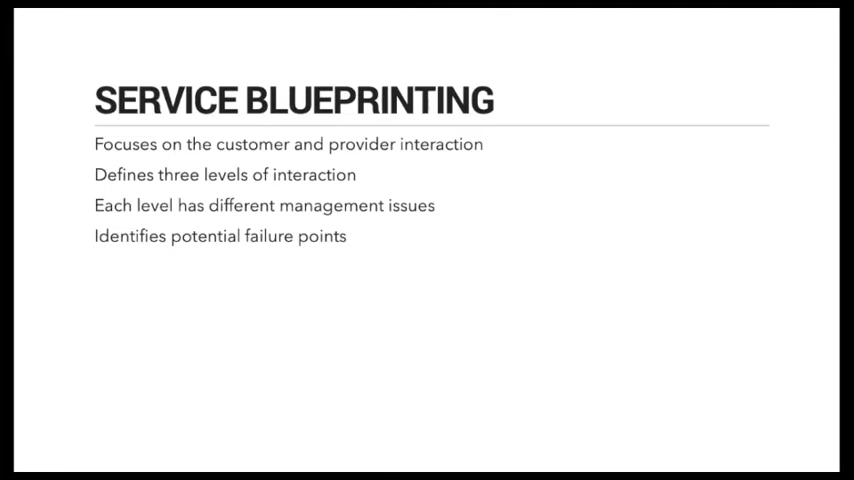 SERVICE BLUEPRINTING
Focuses on the customer and provider interaction
Defines three levels of interaction
Each level has different management issues
Identifies potential failure points